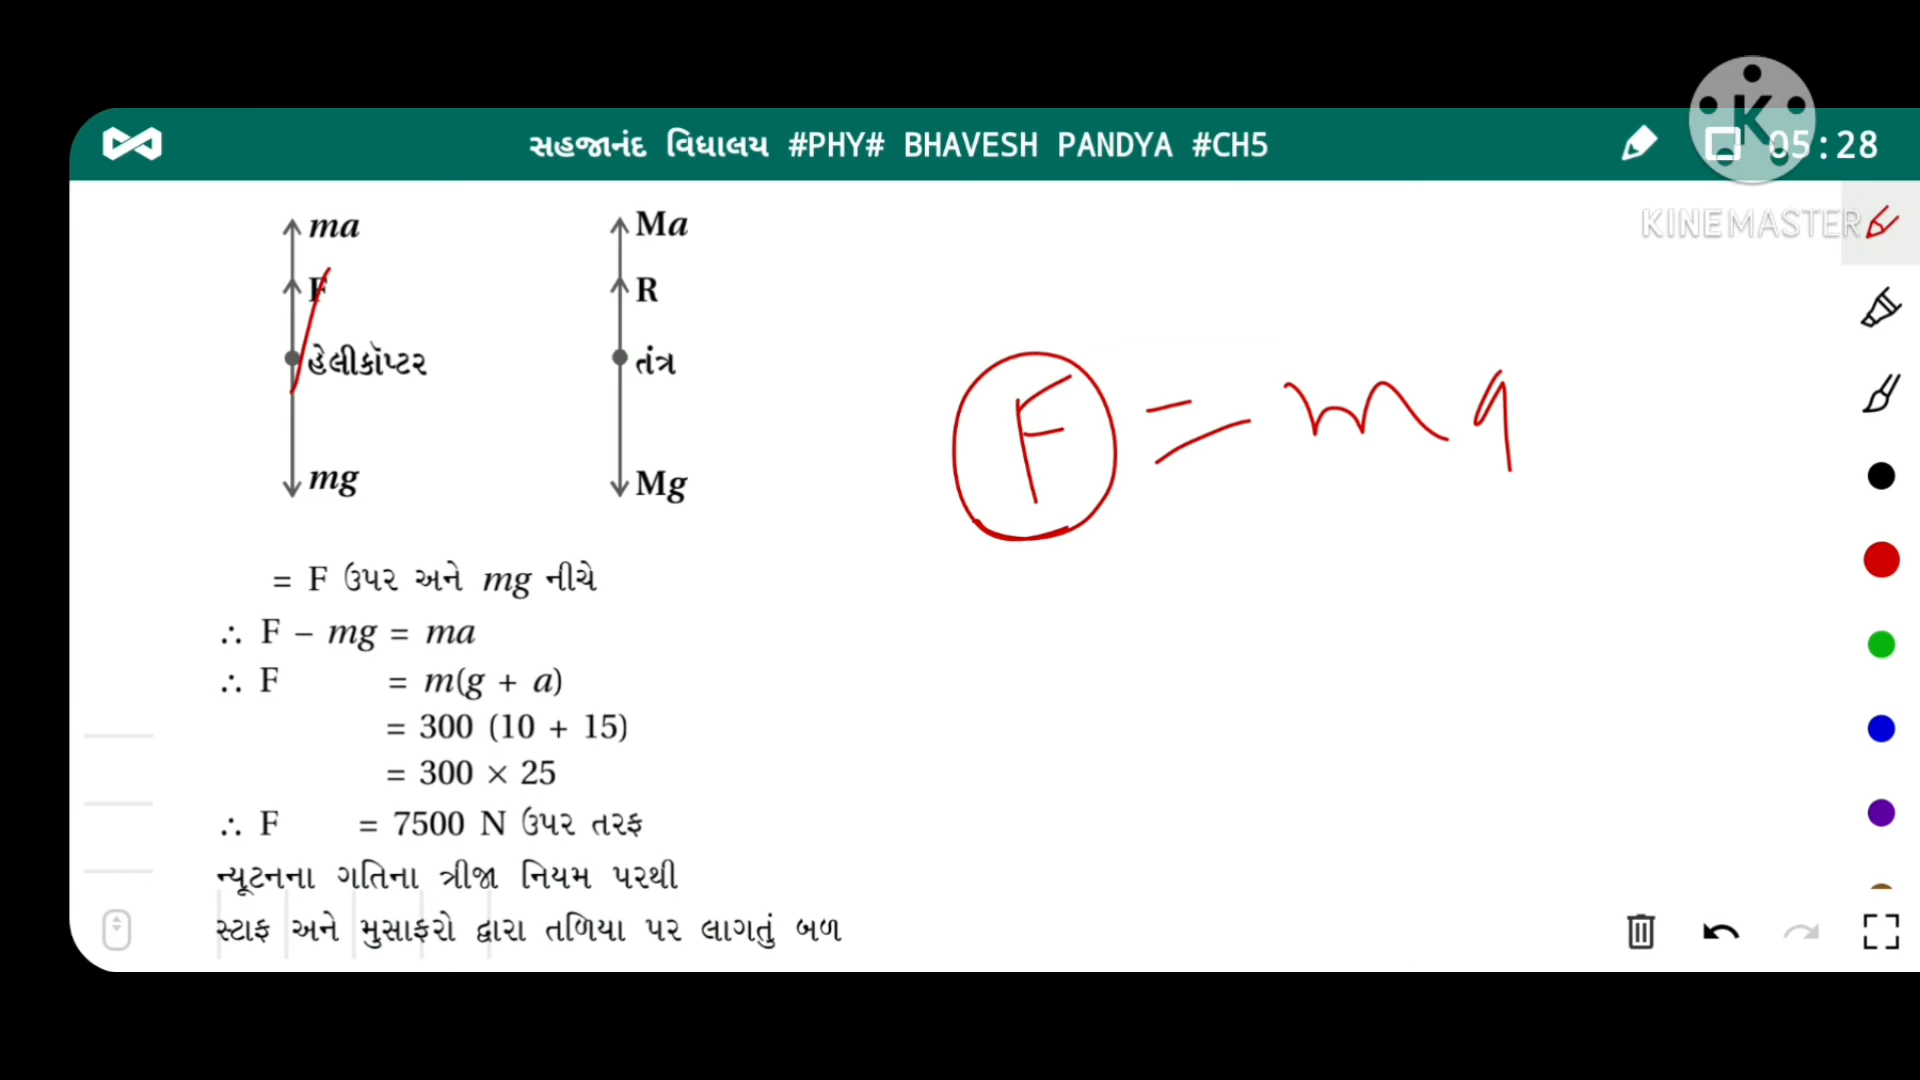 સહજાનંદ વિધાલય #PHY# BHAVESH PANDYA #CH5
05:28
K
KINEMASTER
ma
F
હેલીકૉપ્ટર
mg
Ma
R
તંત્ર
Mg
F = ma
= F ઉપર અને mg નીચે
∴ F – mg = ma
∴ F = m(g + a)
= 300 (10 + 15)
= 300 × 25
∴ F = 7500 N ઉપર તરફ
ન્યૂટનના ગતિના ત્રીજા નિયમ પરથી
સ્ટાફ અને મુસાફરો દ્વારા તળિયા પર લાગતું બળ